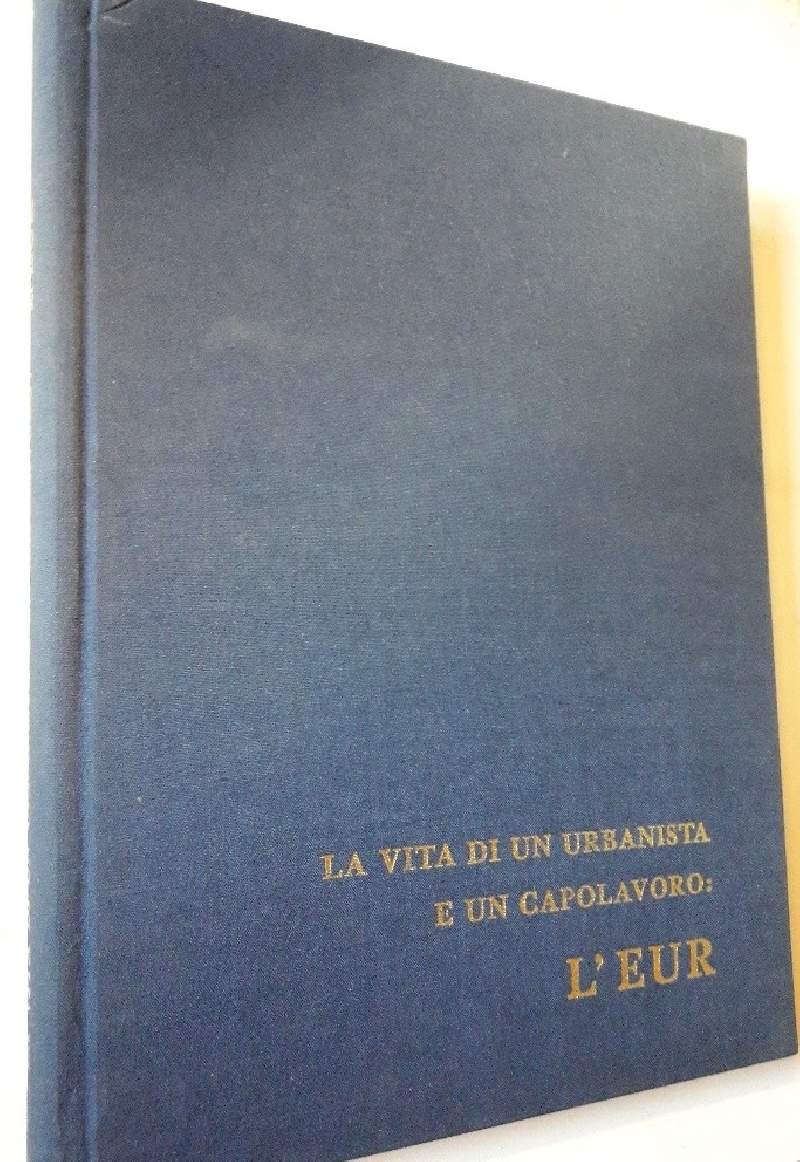 LA VITA DI UN URBANISTA
E UN CAPOLAVORO:
L'EUR